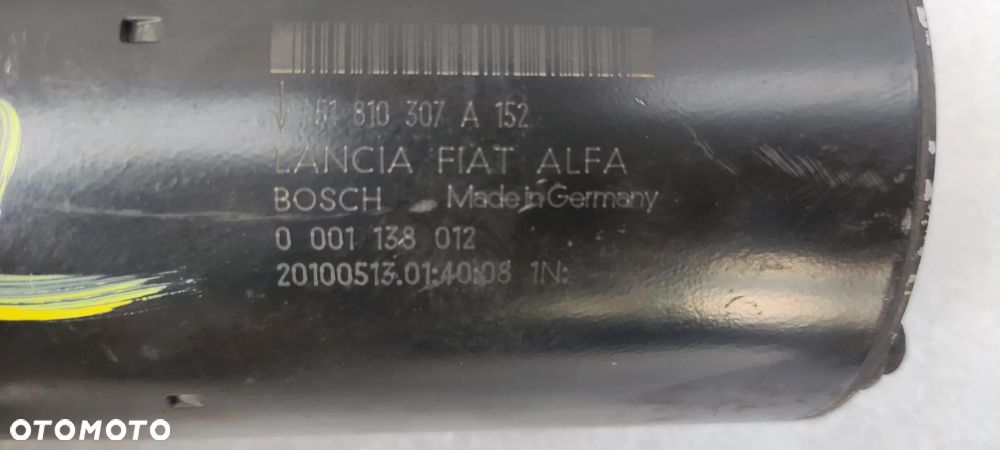 51 810 307 A 152
LANCIA FIAT ALFA
BOSCH Made in Germany
0 001 138 012
20100513.01:40:08 1N:
OTOMOTO